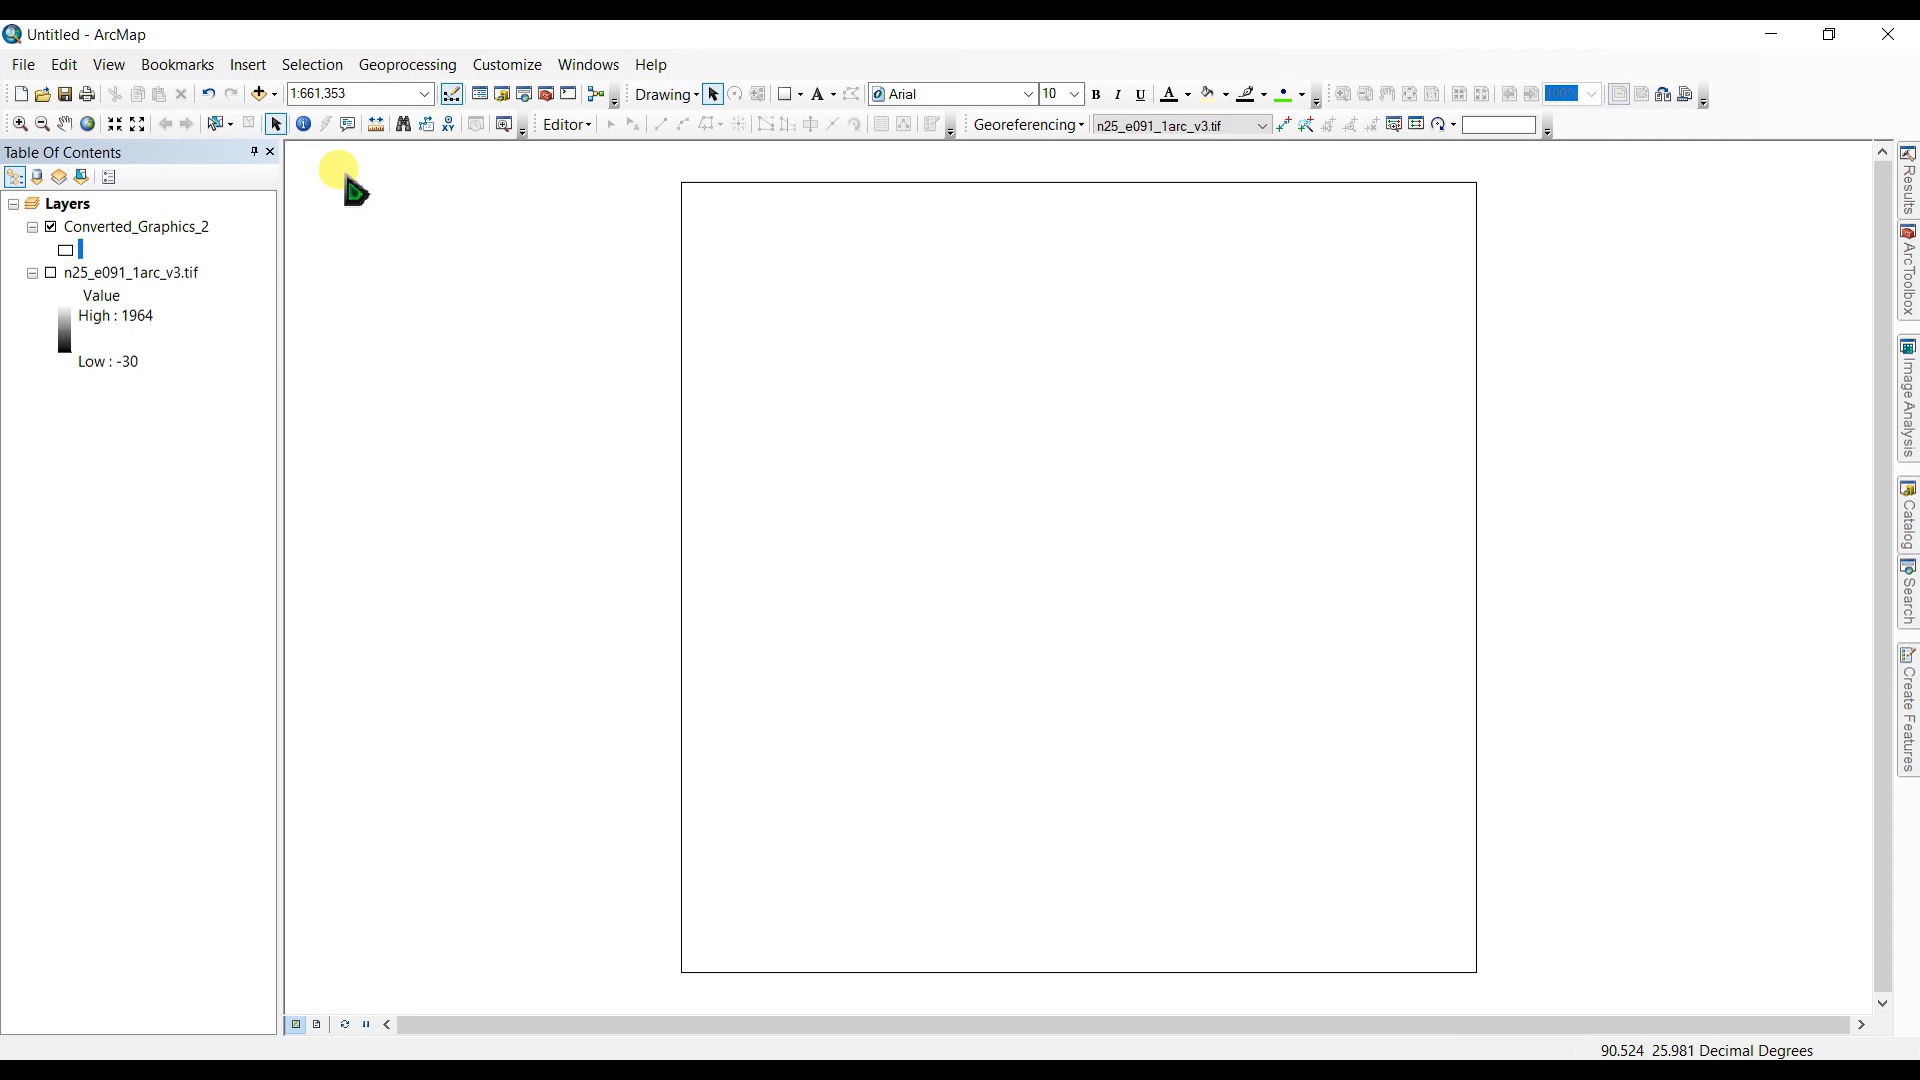 Untitled - ArcMap
File Edit View Bookmarks Insert Selection Geoprocessing Customize Windows Help
1:661,353 Drawing Arial 10 B I U A 100%
Editor Georeferencing n25_e091_1arc_v3.tif
Table Of Contents
Layers
Converted_Graphics_2
n25_e091_1arc_v3.tif
Value
High : 1964
Low : -30
Results
ArcToolbox
Image Analysis
Catalog
Search
Create Features
90.524 25.981 Decimal Degrees